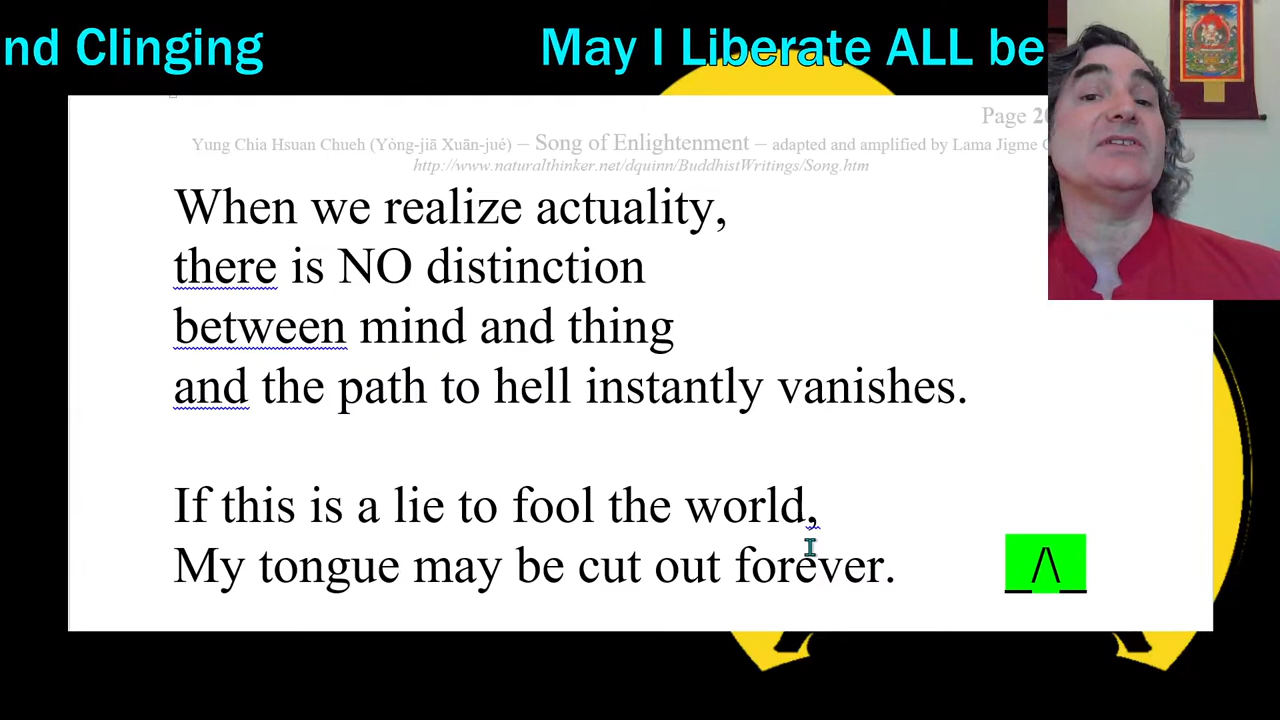 nd Clinging May I Liberate ALL be
Page
Yung Chia Hsuan Chueh (Yòng-jiā Xuān-jué) – Song of Enlightenment – adapted and amplified by Lama Jigme
http://www.naturalthinker.net/dquinn/BuddhistWritings/Song.htm
When we realize actuality,
there is NO distinction
between mind and thing
and the path to hell instantly vanishes.
If this is a lie to fool the world,
My tongue may be cut out forever.
_/\_